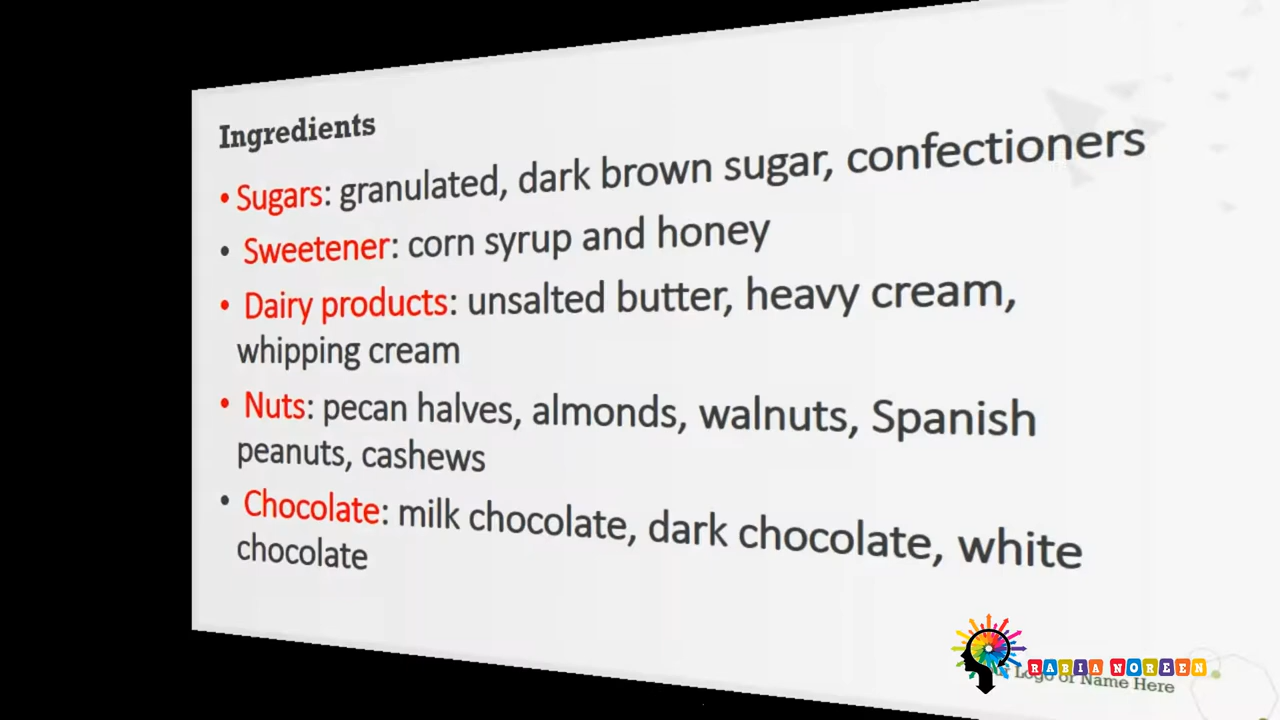 Ingredients
• Sugars: granulated, dark brown sugar, confectioners
• Sweetener: corn syrup and honey
• Dairy products: unsalted butter, heavy cream,
whipping cream
• Nuts: pecan halves, almonds, walnuts, Spanish
peanuts, cashews
• Chocolate: milk chocolate, dark chocolate, white
chocolate
RABIA NOREEN
Logo or Name Here